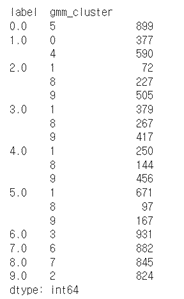 label gmm_cluster
0.0 5 899
1.0 0 377
4 590
2.0 1 72
8 227
9 505
3.0 1 379
8 267
9 417
4.0 1 250
8 144
9 456
5.0 1 671
8 97
9 167
6.0 3 931
7.0 6 882
8.0 7 845
9.0 2 824
dtype: int64